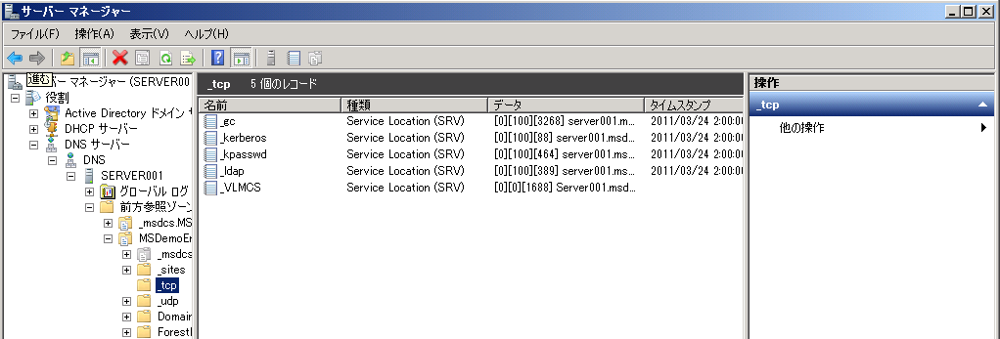 サーバー マネージャー
ファイル(F) 操作(A) 表示(V) ヘルプ(H)
進む
バー マネージャー (SERVER00
役割
Active Directory ドメイン
DHCP サーバー
DNS サーバー
DNS
SERVER001
グローバル ログ
前方参照ゾーン
_msdcs.MS
MSDemoEn
_msdcs
_sites
_tcp
_udp
Domain
Forest
_tcp 5 個のレコード
名前 種類 データ タイムスタンプ
_gc Service Location (SRV) [0][100][3268] server001.m... 2011/03/24 2:00:00
_kerberos Service Location (SRV) [0][100][88] server001.msd... 2011/03/24 2:00:00
_kpasswd Service Location (SRV) [0][100][464] server001.ms... 2011/03/24 2:00:00
_ldap Service Location (SRV) [0][100][389] server001.ms... 2011/03/24 2:00:00
_VLMCS Service Location (SRV) [0][0][1688] Server001.msd...
操作
_tcp
他の操作